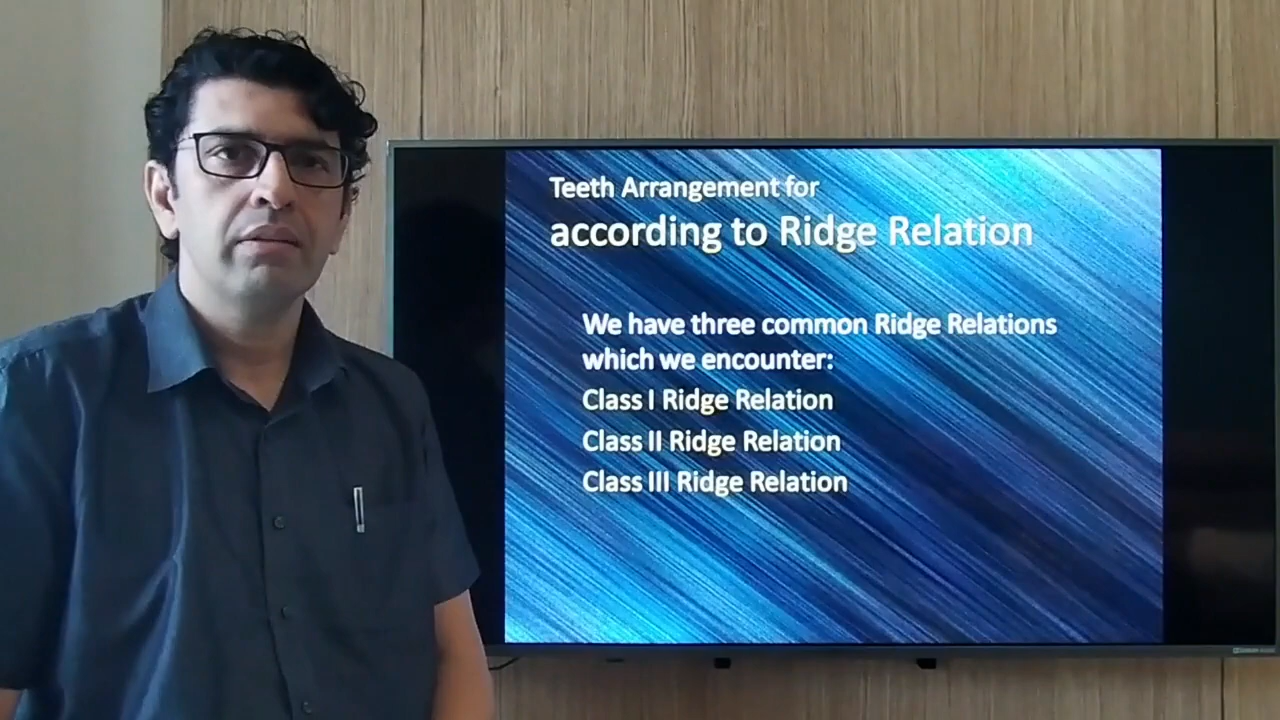 Teeth Arrangement for
according to Ridge Relation
We have three common Ridge Relations
which we encounter:
Class I Ridge Relation
Class II Ridge Relation
Class III Ridge Relation